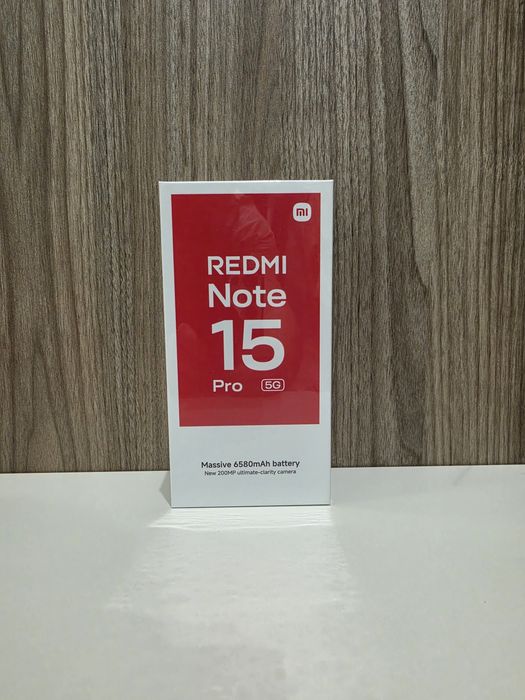 mi
REDMI
Note
15
Pro 5G
Massive 6580mAh battery
New 200MP ultimate-clarity camera